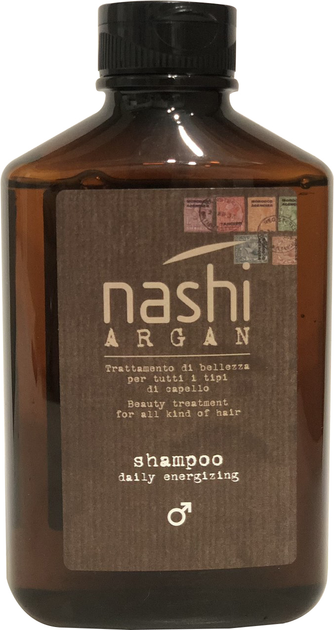 nashi
ARGAN
Trattamento di bellezza
per tutti i tipi
di capello
Beauty treatment
for all kind of hair
shampoo
daily energizing